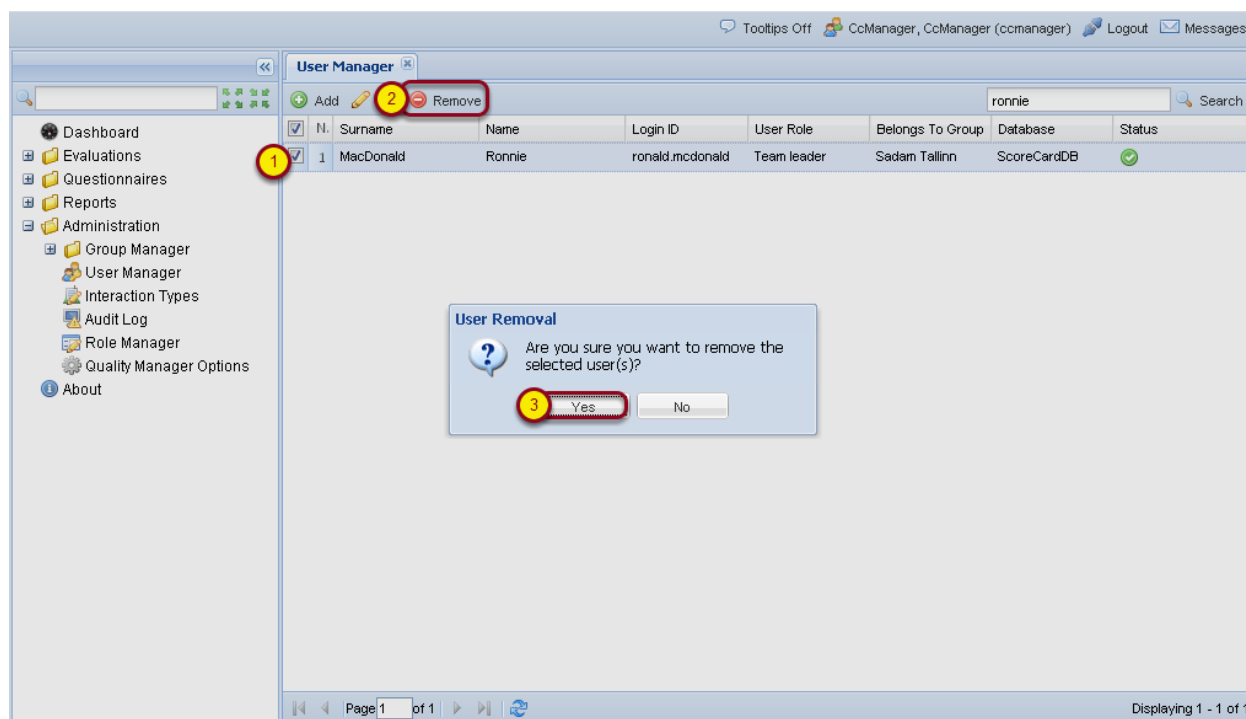 Tooltips Off CcManager, CcManager (ccmanager) Logout Messages
User Manager
Add 2 Remove ronnie Search
N. Surname Name Login ID User Role Belongs To Group Database Status
1 1 MacDonald Ronnie ronald.mcdonald Team leader Sadam Tallinn ScoreCardDB
Dashboard
Evaluations
Questionnaires
Reports
Administration
Group Manager
User Manager
Interaction Types
Audit Log
Role Manager
Quality Manager Options
About
User Removal
Are you sure you want to remove the
selected user(s)?
3 Yes No
Page 1 of 1 Displaying 1 - 1 of 1